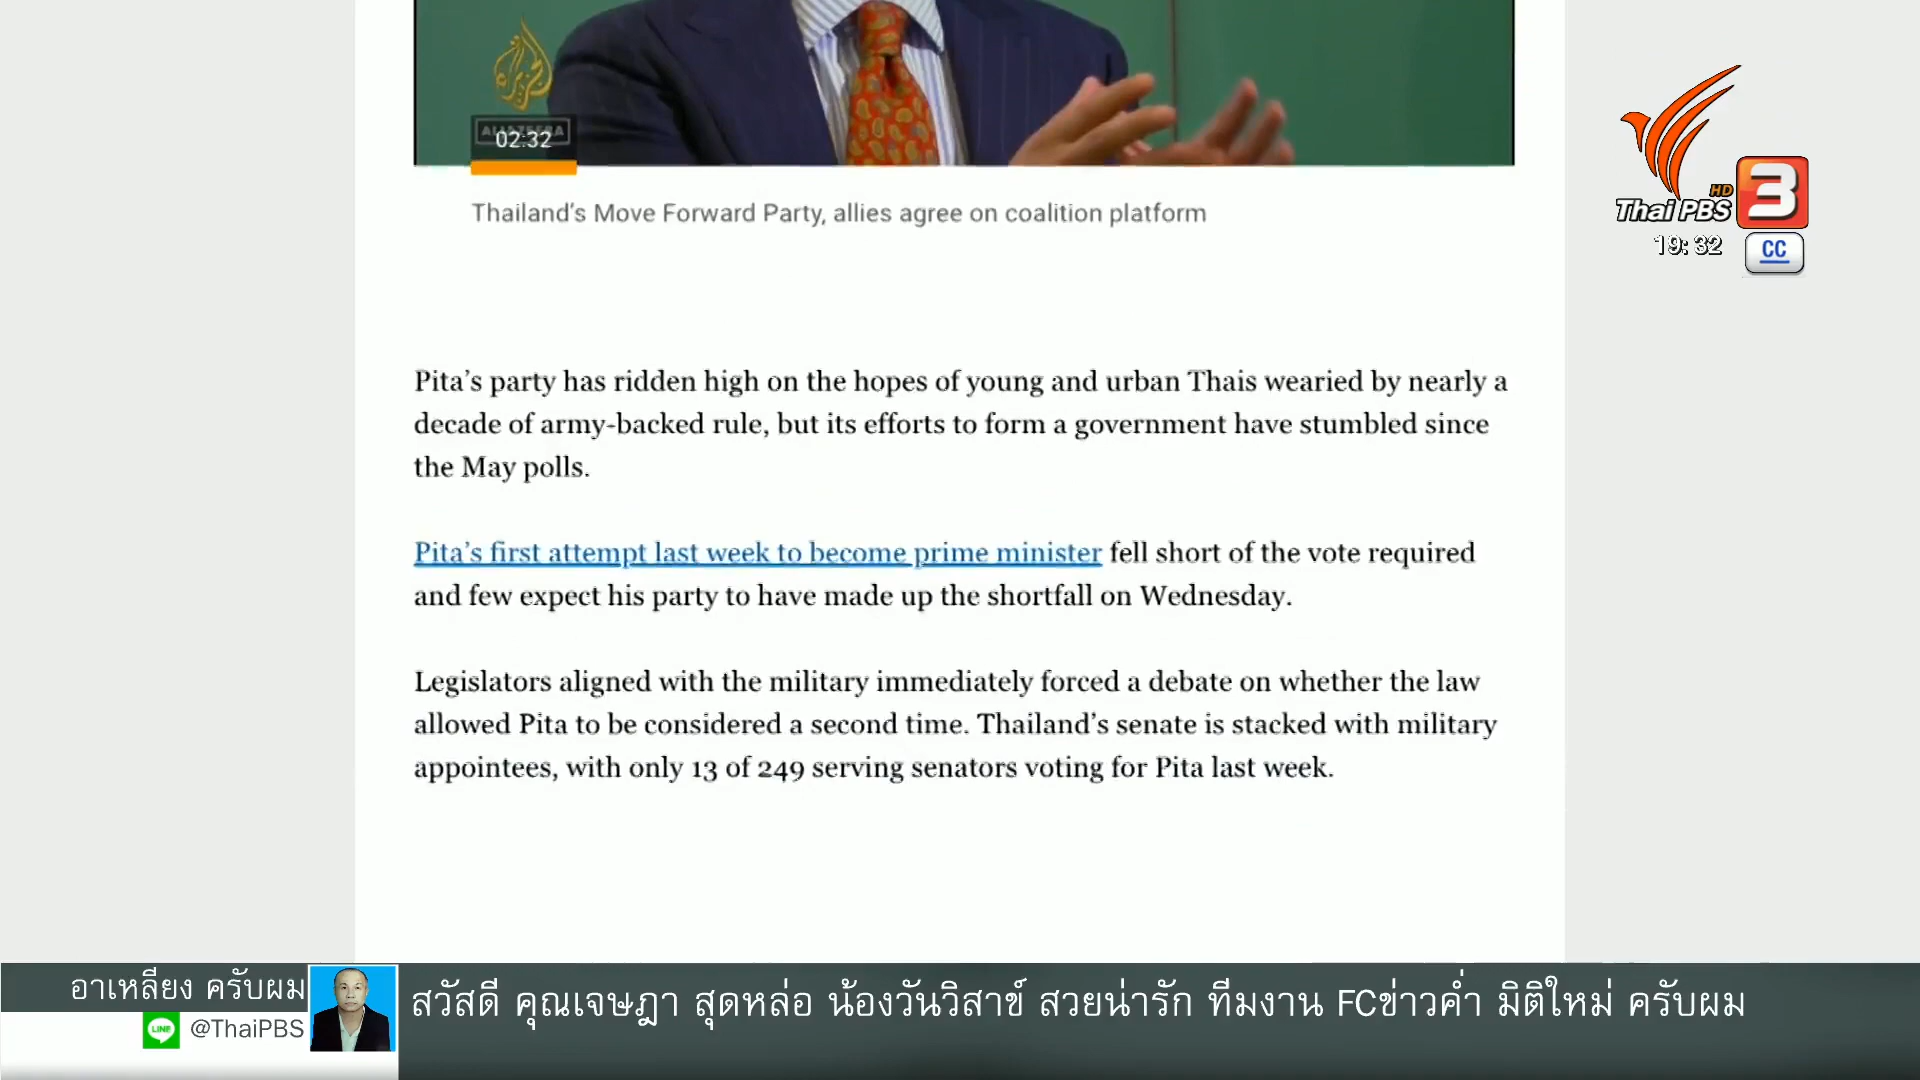 الجزيرة
ALJAZEERA
02:32
Thailand's Move Forward Party, allies agree on coalition platform
HD
Thai PBS
3
19:32
CC
Pita's party has ridden high on the hopes of young and urban Thais wearied by nearly a
decade of army-backed rule, but its efforts to form a government have stumbled since
the May polls.
Pita's first attempt last week to become prime minister fell short of the vote required
and few expect his party to have made up the shortfall on Wednesday.
Legislators aligned with the military immediately forced a debate on whether the law
allowed Pita to be considered a second time. Thailand's senate is stacked with military
appointees, with only 13 of 249 serving senators voting for Pita last week.
อาเหลียง ครับผม
LINE @ThaiPBS
สวัสดี คุณเจษฎา สุดหล่อ น้องวันวิสาข์ สวยน่ารัก ทีมงาน FCข่าวค่ำ มิติใหม่ ครับผม